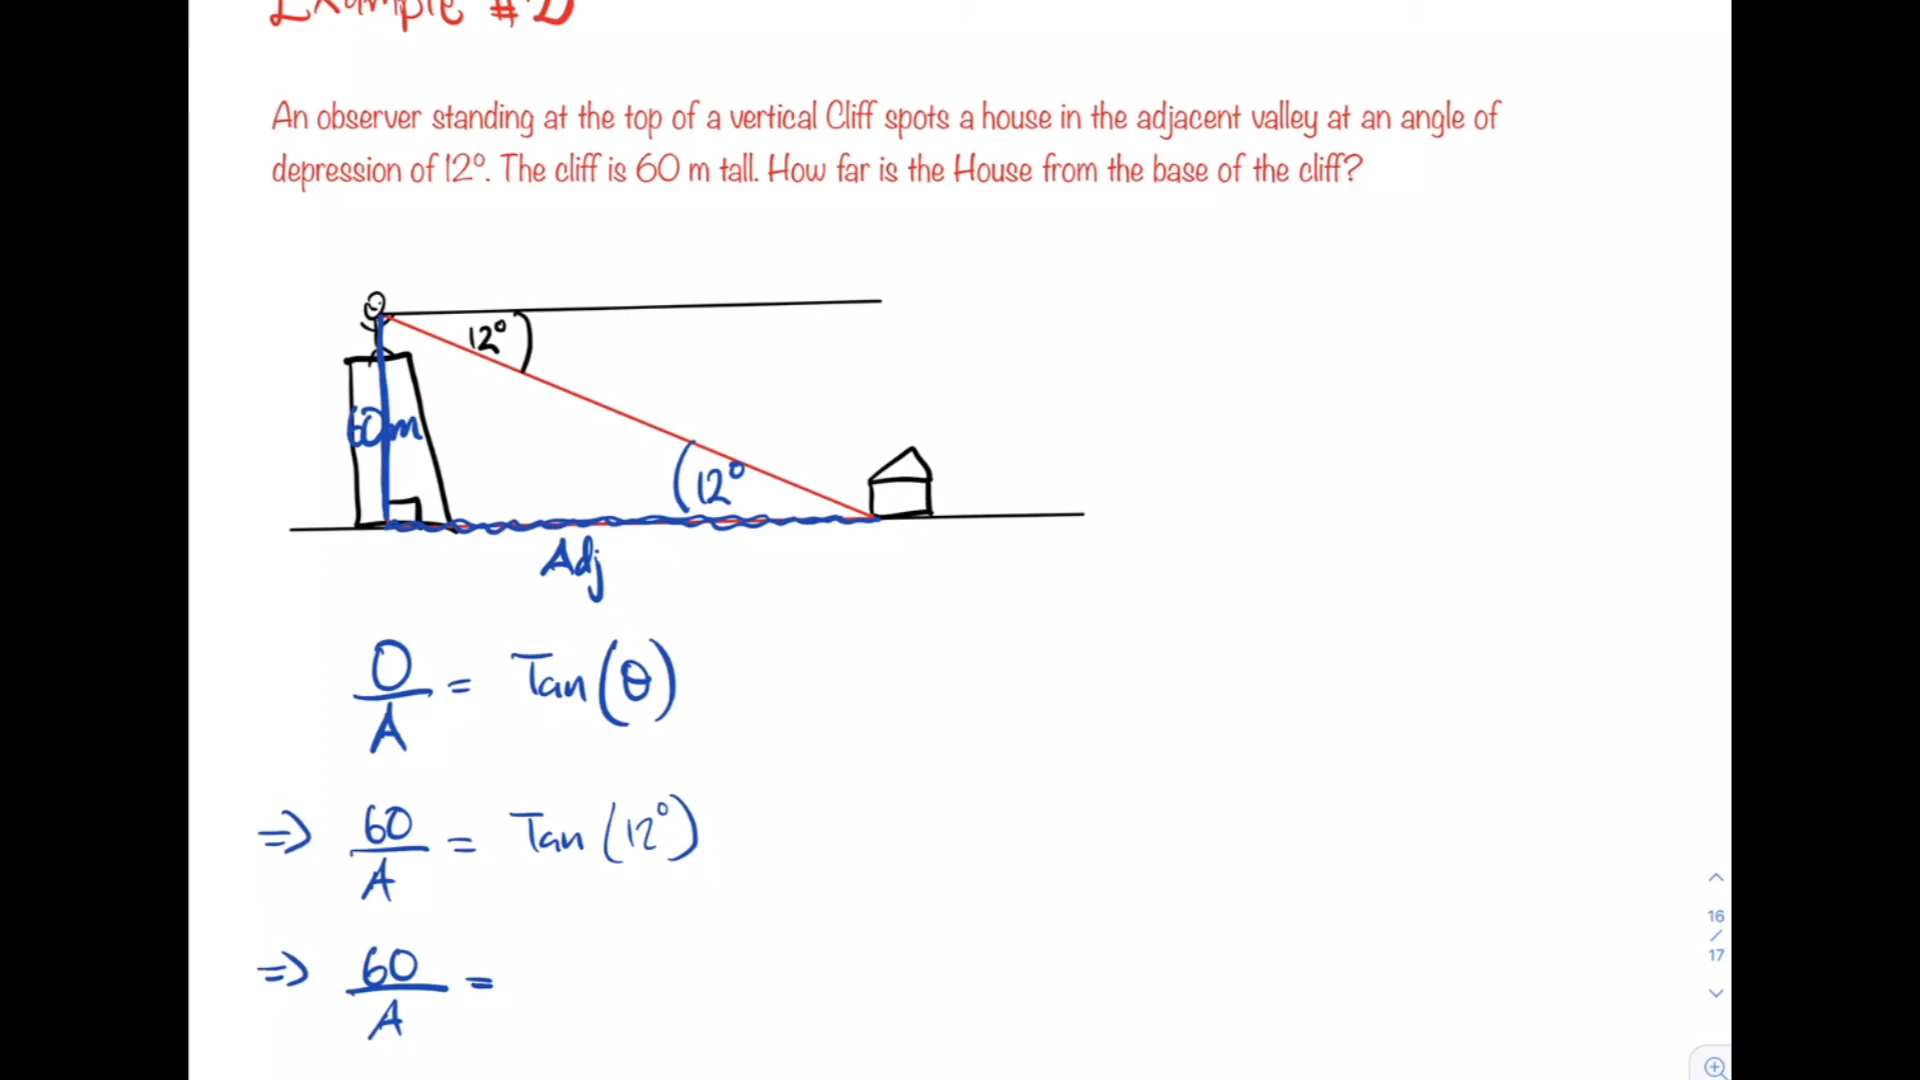 Example #2
An observer standing at the top of a vertical Cliff spots a house in the adjacent valley at an angle of
depression of 12°. The cliff is 60 m tall. How far is the House from the base of the cliff?
12°
60m
12°
Adj
O/A = Tan(θ)
⇒ 60/A = Tan(12°)
⇒ 60/A =
16
/
17